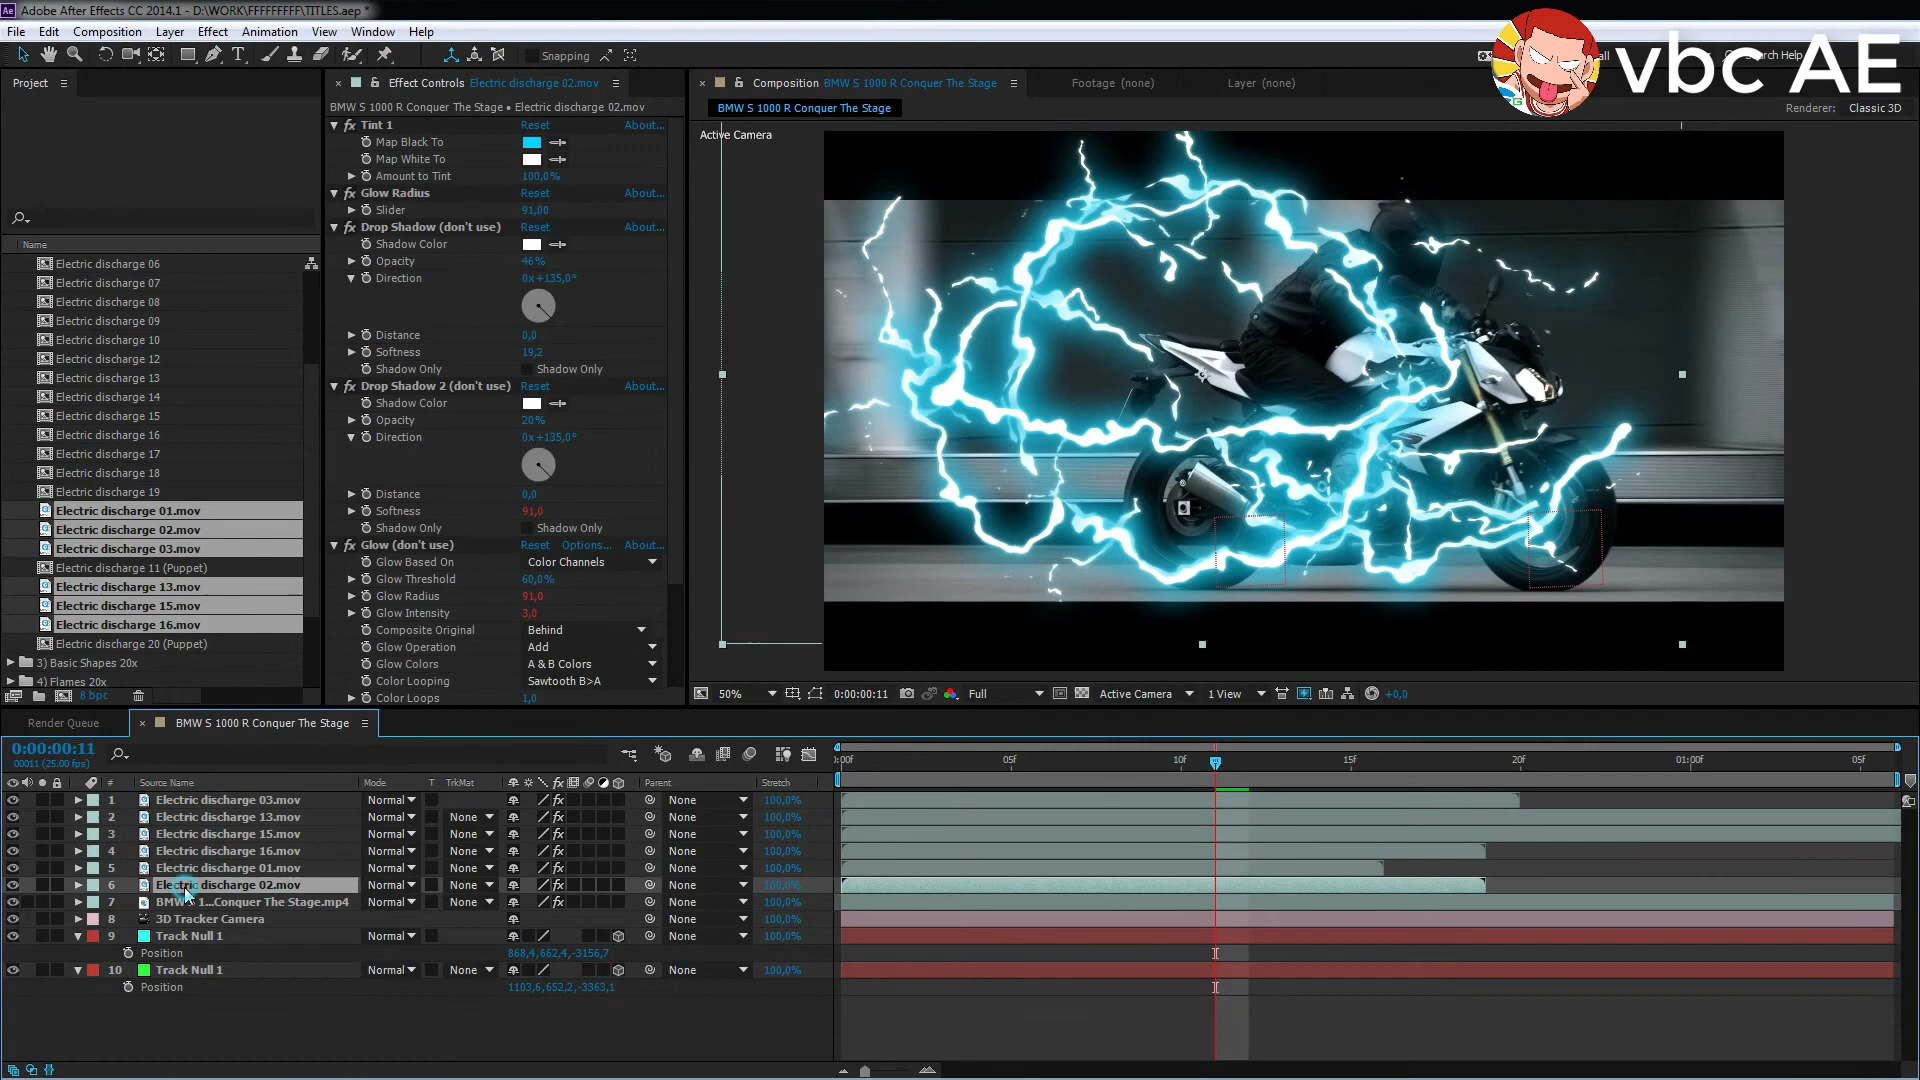 Adobe After Effects CC 2014.1 - D:\WORK\FFFFFFFFF\TITLES.aep *
File Edit Composition Layer Effect Animation View Window Help
Snapping
Search Help
vbc AE
Project
Effect Controls Electric discharge 02.mov
Composition BMW S 1000 R Conquer The Stage
Footage (none)
Layer (none)
BMW S 1000 R Conquer The Stage • Electric discharge 02.mov
BMW S 1000 R Conquer The Stage
Renderer: Classic 3D
Active Camera
Tint 1 Reset About...
Map Black To
Map White To
Amount to Tint 100,0%
Glow Radius Reset About...
Slider 91,00
Drop Shadow (don't use) Reset About...
Shadow Color
Opacity 46%
Direction 0x+135,0°
Distance 0,0
Softness 19,2
Shadow Only Shadow Only
Drop Shadow 2 (don't use) Reset About...
Shadow Color
Opacity 20%
Direction 0x+135,0°
Distance 0,0
Softness 91,0
Shadow Only Shadow Only
Glow (don't use) Reset Options... About...
Glow Based On Color Channels
Glow Threshold 60,0%
Glow Radius 91,0
Glow Intensity 3,0
Composite Original Behind
Glow Operation Add
Glow Colors A & B Colors
Color Looping Sawtooth B>A
Color Loops 1,0
Name
Electric discharge 06
Electric discharge 07
Electric discharge 08
Electric discharge 09
Electric discharge 10
Electric discharge 12
Electric discharge 13
Electric discharge 14
Electric discharge 15
Electric discharge 16
Electric discharge 17
Electric discharge 18
Electric discharge 19
Electric discharge 01.mov
Electric discharge 02.mov
Electric discharge 03.mov
Electric discharge 11 (Puppet)
Electric discharge 13.mov
Electric discharge 15.mov
Electric discharge 16.mov
Electric discharge 20 (Puppet)
3) Basic Shapes 20x
4) Flames 20x
8 bpc
50% 0:00:00:11 Full Active Camera 1 View +0,0
Render Queue
BMW S 1000 R Conquer The Stage
0:00:00:11
00011 (25.00 fps)
:00f 05f 10f 15f 20f 01:00f 05f
# Source Name Mode T TrkMat Parent Stretch
1 Electric discharge 03.mov Normal None 100,0%
2 Electric discharge 13.mov Normal None None 100,0%
3 Electric discharge 15.mov Normal None None 100,0%
4 Electric discharge 16.mov Normal None None 100,0%
5 Electric discharge 01.mov Normal None None 100,0%
6 Electric discharge 02.mov Normal None None 100,0%
7 BMW S 1...Conquer The Stage.mp4 Normal None None 100,0%
8 3D Tracker Camera None 100,0%
9 Track Null 1 Normal None 100,0%
Position 868,4,662,4,-3156,7
10 Track Null 1 Normal None None 100,0%
Position 1103,6,652,2,-3363,1